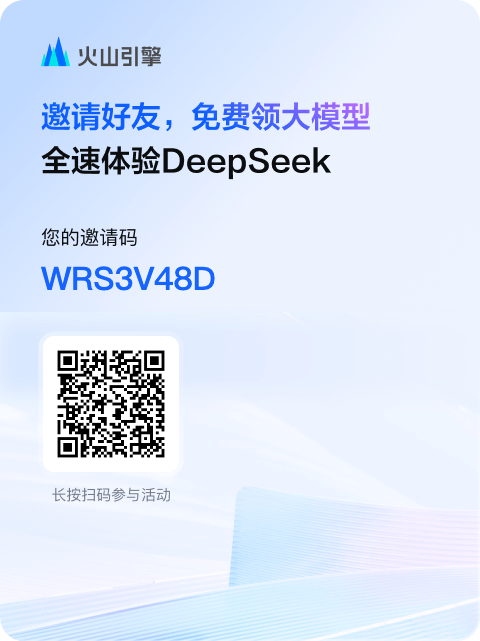 火山引擎
邀请好友，免费领大模型
全速体验DeepSeek
您的邀请码
WRS3V48D
长按扫码参与活动